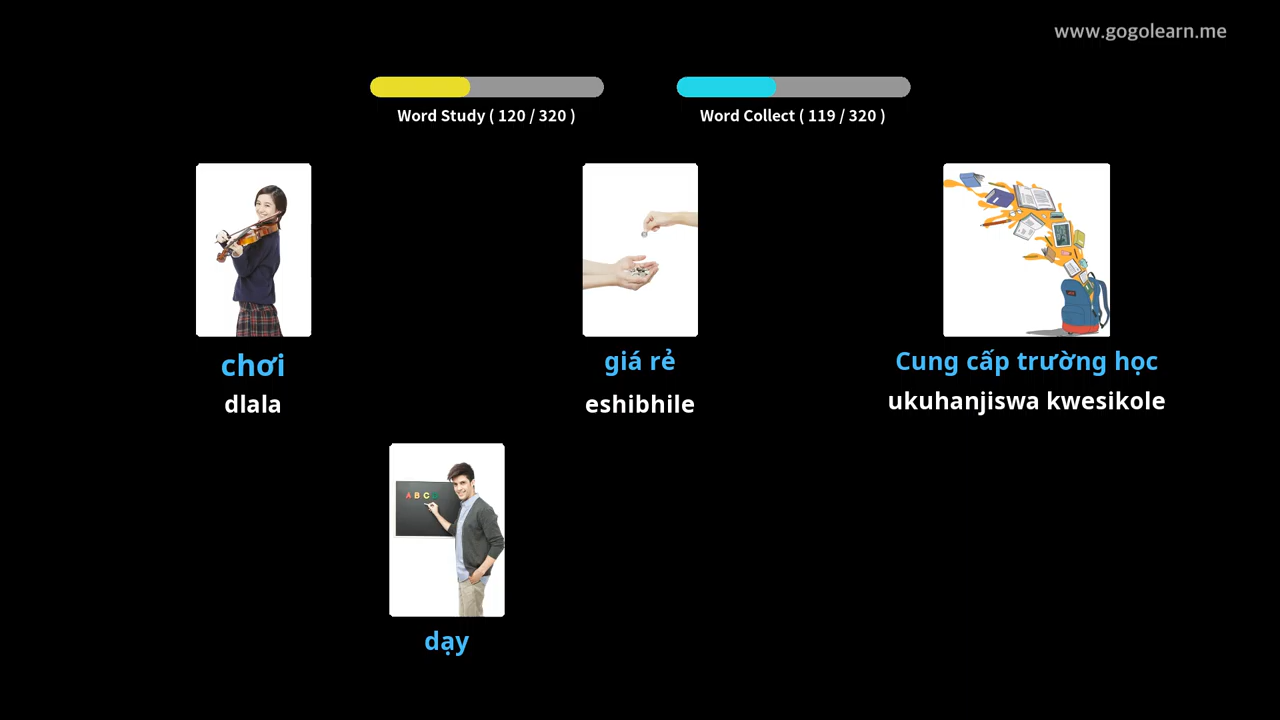 www.gogolearn.me
Word Study ( 120 / 320 )
Word Collect ( 119 / 320 )
chơi
dlala
giá rẻ
eshibhile
Cung cấp trường học
ukuhanjiswa kwesikole
A B C D
dạy